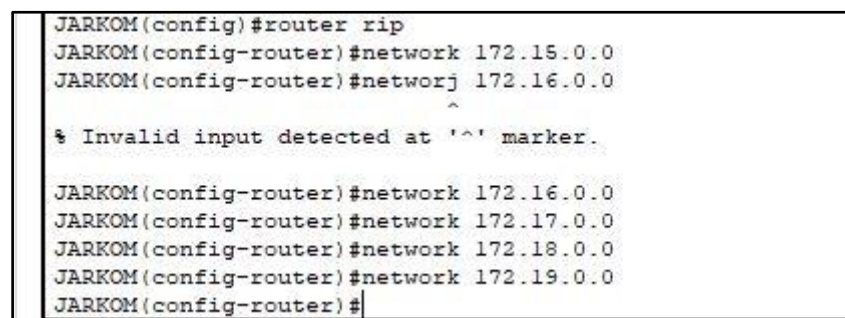 JARKOM(config)#router rip
JARKOM(config-router)#network 172.15.0.0
JARKOM(config-router)#networj 172.16.0.0
^
% Invalid input detected at '^' marker.
JARKOM(config-router)#network 172.16.0.0
JARKOM(config-router)#network 172.17.0.0
JARKOM(config-router)#network 172.18.0.0
JARKOM(config-router)#network 172.19.0.0
JARKOM(config-router)#